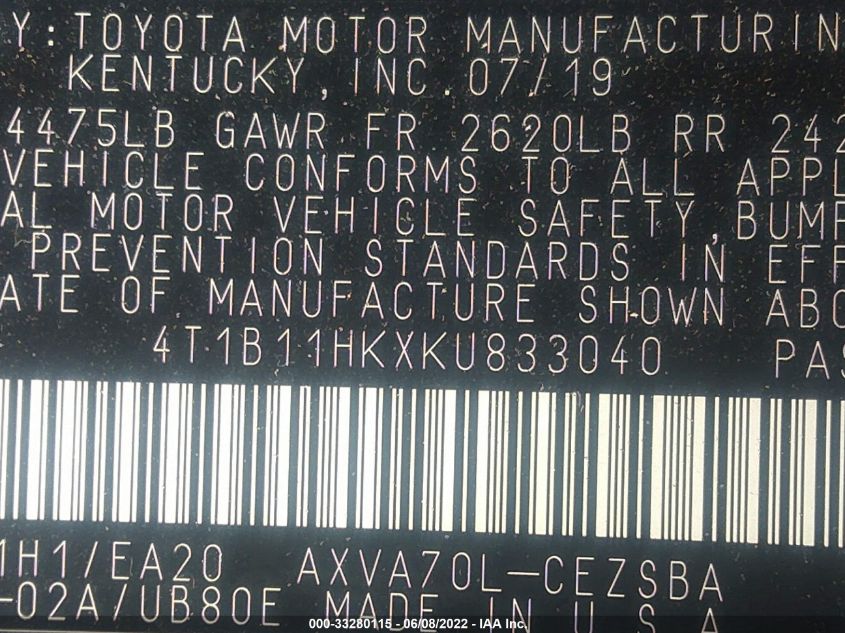 Y:TOYOTA MOTOR MANUFACTURIN
KENTUCKY,INC.07/19
4475LB GAWR FR 2620LB RR 242
VEHICLE CONFORMS TO ALL APPL
AL MOTOR VEHICLE SAFETY,BUMP
PREVENTION STANDARDS IN EFF
ATE OF MANUFACTURE SHOWN ABO
4T1B11HKXKU833040 PAS
1H1/EA20 AXVA70L-CEZSBA
-02A/UB80E MADE IN U.S.A
000-33280115 - 06/08/2022 - IAA Inc.